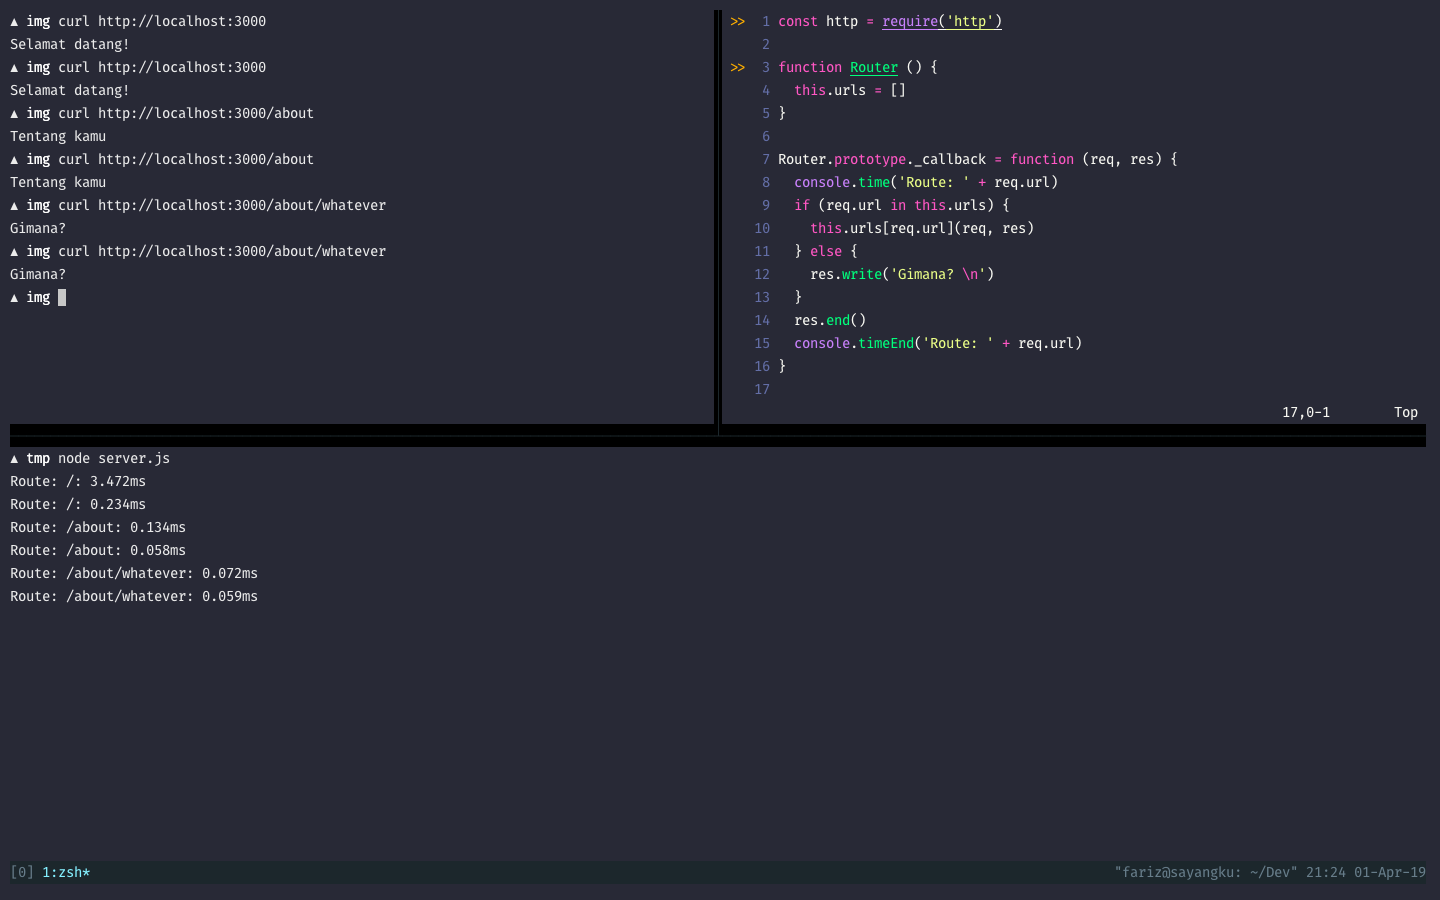 ▲ img curl http://localhost:3000
Selamat datang!
▲ img curl http://localhost:3000
Selamat datang!
▲ img curl http://localhost:3000/about
Tentang kamu
▲ img curl http://localhost:3000/about
Tentang kamu
▲ img curl http://localhost:3000/about/whatever
Gimana?
▲ img curl http://localhost:3000/about/whatever
Gimana?
▲ img
>> 1 const http = require('http')
2
>> 3 function Router () {
4   this.urls = []
5 }
6
7 Router.prototype._callback = function (req, res) {
8   console.time('Route: ' + req.url)
9   if (req.url in this.urls) {
10     this.urls[req.url](req, res)
11   } else {
12     res.write('Gimana? \n')
13   }
14   res.end()
15   console.timeEnd('Route: ' + req.url)
16 }
17
17,0-1 Top
▲ tmp node server.js
Route: /: 3.472ms
Route: /: 0.234ms
Route: /about: 0.134ms
Route: /about: 0.058ms
Route: /about/whatever: 0.072ms
Route: /about/whatever: 0.059ms
[0] 1:zsh* "fariz@sayangku: ~/Dev" 21:24 01-Apr-19